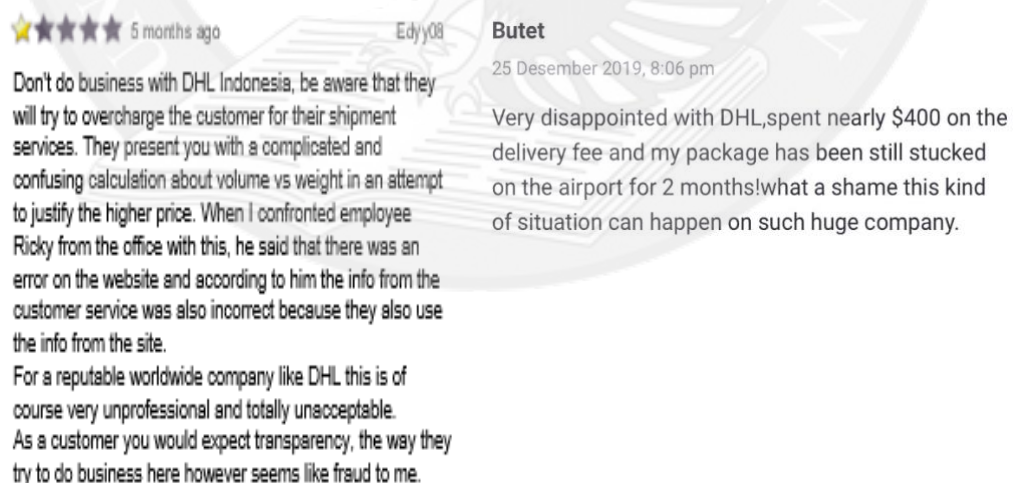 5 months ago
Edyy08
Don't do business with DHL Indonesia, be aware that they
will try to overcharge the customer for their shipment
services. They present you with a complicated and
confusing calculation about volume vs weight in an attempt
to justify the higher price. When I confronted employee
Ricky from the office with this, he said that there was an
error on the website and according to him the info from the
customer service was also incorrect because they also use
the info from the site.
For a reputable worldwide company like DHL this is of
course very unprofessional and totally unacceptable.
As a customer you would expect transparency, the way they
try to do business here however seems like fraud to me.
Butet
25 Desember 2019, 8:06 pm
Very disappointed with DHL,spent nearly $400 on the
delivery fee and my package has been still stucked
on the airport for 2 months!what a shame this kind
of situation can happen on such huge company.